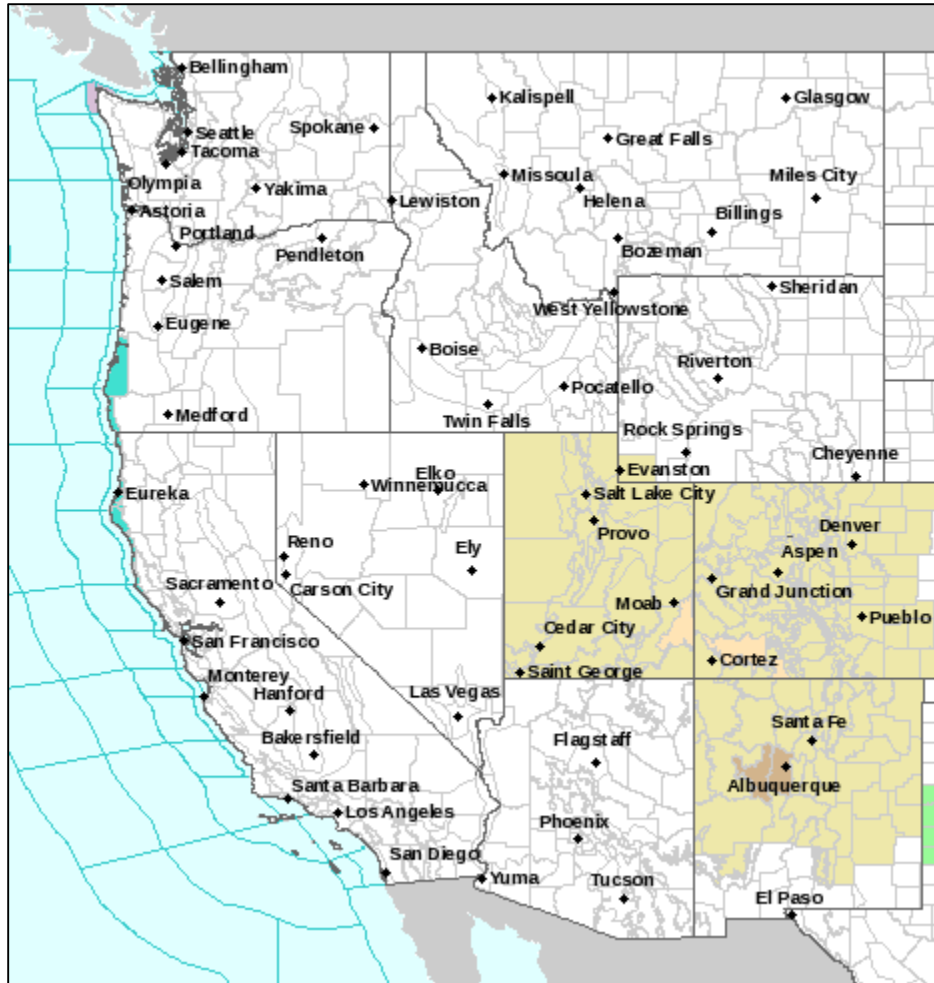 Bellingham
Kalispell
Glasgow
Seattle
Spokane
Great Falls
Tacoma
Olympia
Yakima
Missoula
Miles City
Helena
Lewiston
Astoria
Billings
Portland
Bozeman
Pendleton
Salem
Sheridan
West Yellowstone
Eugene
Boise
Riverton
Pocatello
Medford
Twin Falls
Rock Springs
Cheyenne
Elko
Evanston
Winnemucca
Eureka
Salt Lake City
Provo
Denver
Reno
Ely
Aspen
Sacramento
Carson City
Grand Junction
Moab
Pueblo
Cedar City
San Francisco
Cortez
Saint George
Monterey
Hanford
Las Vegas
Santa Fe
Flagstaff
Bakersfield
Albuquerque
Santa Barbara
Los Angeles
Phoenix
San Diego
Yuma
Tucson
El Paso